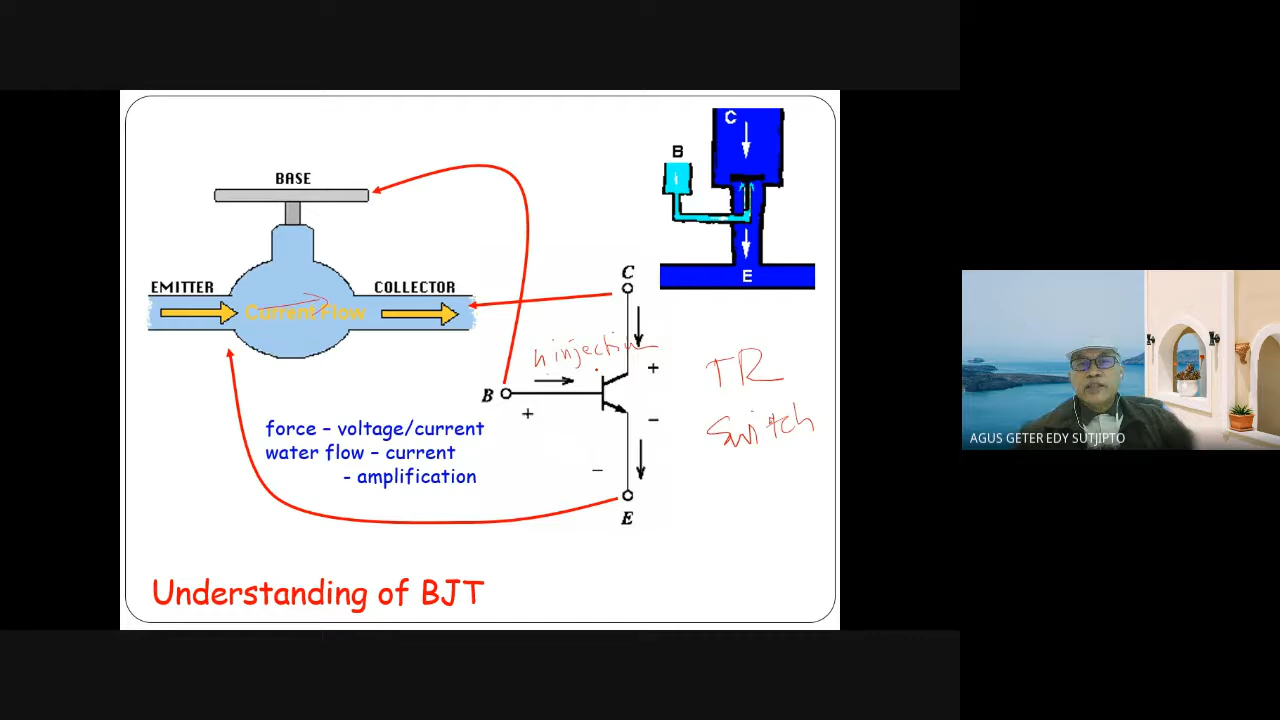 BASE
EMITTER
COLLECTOR
Current Flow
C
B
E
C
injection
B
+
+
–
–
E
TR
Switch
force – voltage/current
water flow – current
- amplification
Understanding of BJT
AGUS GETER EDY SUTJIPTO